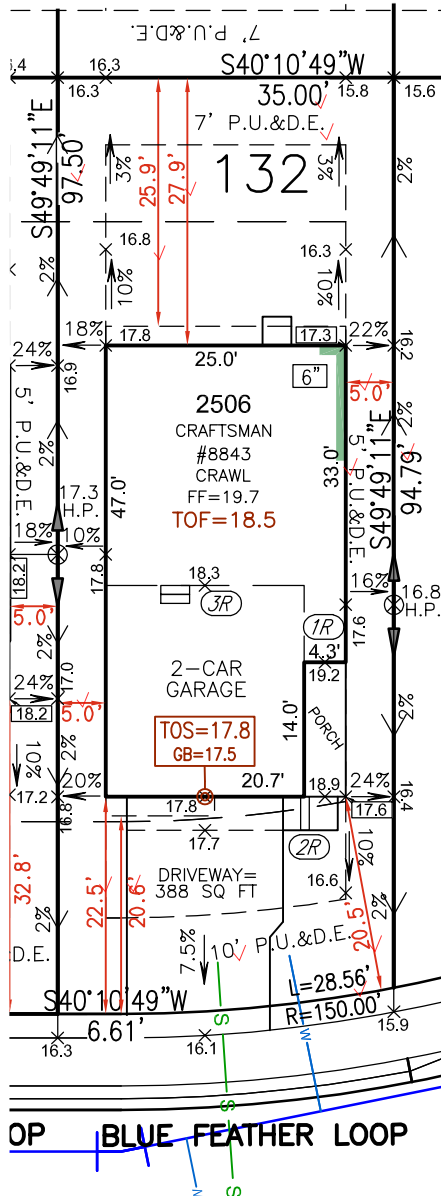 7' P.U.&D.E.
S40°10'49"W
16.4
16.3
16.3
15.8
15.6
35.00'
7' P.U.&D.E.
S49°49'11"E
97.50'
3%
25.9'
27.9'
132
3%
2%
16.8
16.3
10%
10%
2%
18%
17.8
17.3
22%
24%
25.0'
16.2
16.9
6"
5.0'
5' P.U.&D.E.
2%
2506
CRAFTSMAN
#8843
CRAWL
FF=19.7
TOF=18.5
33.0'
5' P.U.&D.E.
S49°49'11"E
94.79'
2%
47.0'
17.3
H.P.
18%
10%
17.8
18.2
18.3
16%
16.8
H.P.
3R
1R
17.6
5.0'
2%
4.3'
19.2
24%
17.0
18.2
5.0'
2-CAR
GARAGE
14.0'
PORCH
2%
TOS=17.8
GB=17.5
10%
2%
20%
20.7'
18.9
24%
17.2
16.8
17.8
17.6
16.4
17.7
2R
10%
32.8'
22.5'
20.6'
DRIVEWAY=
388 SQ FT
16.6
20.5'
2%
2%
D.E.
7.5%
10' P.U.&D.E.
S40°10'49"W
L=28.56'
R=150.00'
6.61'
S
W
16.3
16.1
15.9
S
W
OP
BLUE FEATHER LOOP
S